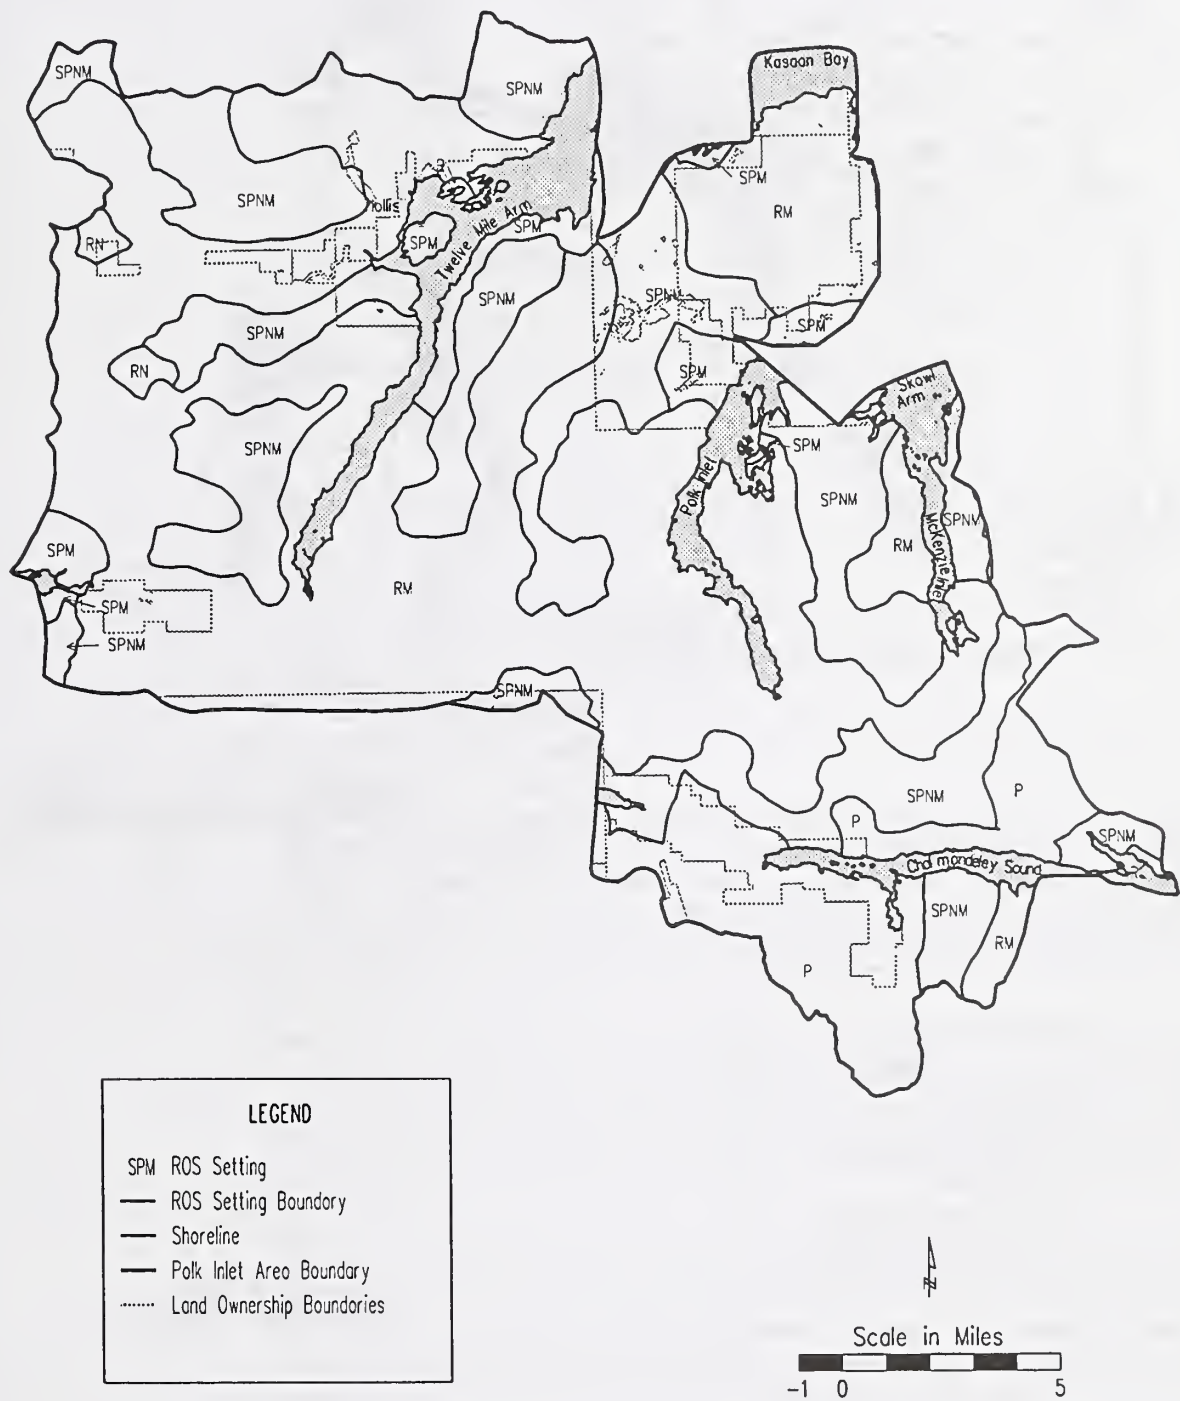 Kasaan Bay
SPNM
SPNM
SPM
SPNM
Hollis
RM
SPM
Twelve Mile Arm
SPM
RN
SPNM
SPNM
SPNM
SPM
RN
SPM
Skowl
Arm
SPNM
SPM
Polk Inlet
SPNM
SPNM
RM
McKenzie Inlet
SPM
RM
SPM
SPNM
SPNM
SPNM
P
P
SPNM
Cholmondeley Sound
SPNM
RM
P
LEGEND
SPM ROS Setting
ROS Setting Boundary
Shoreline
Polk Inlet Area Boundary
Land Ownership Boundaries
N
Scale in Miles
-1 0 5